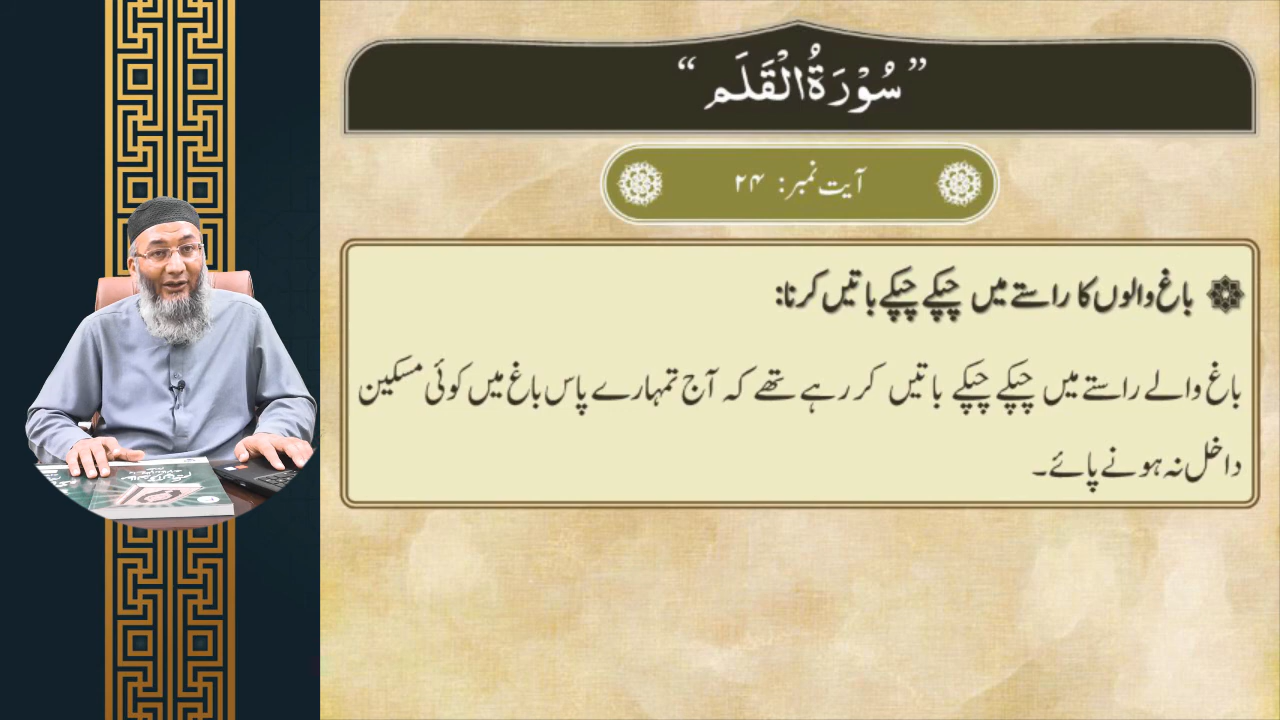 ”سُوْرَةُ الْقَلَم“
آیت نمبر: ۲۴
باغ والوں کا راستے میں چپکے چپکے باتیں کرنا:
باغ والے راستے میں چپکے چپکے باتیں کر رہے تھے کہ آج تمہارے پاس باغ میں کوئی مسکین
داخل نہ ہونے پائے۔